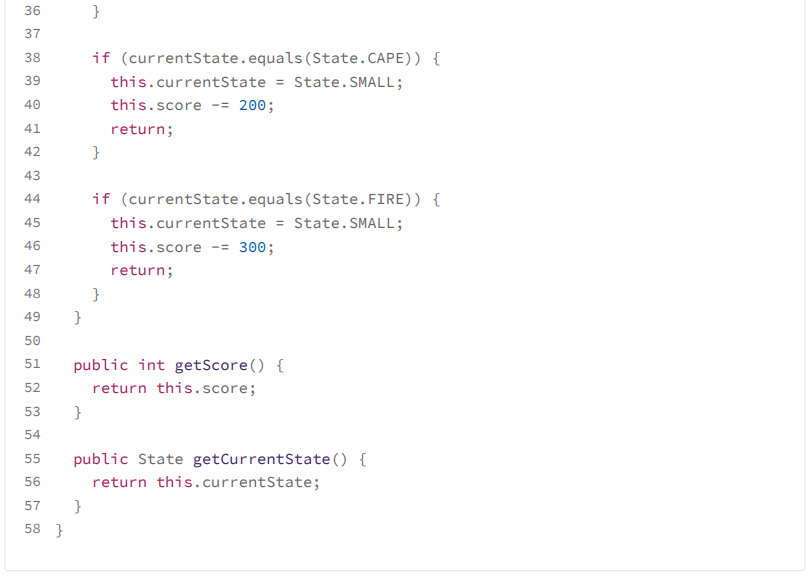 36 }
37
38 if (currentState.equals(State.CAPE)) {
39 this.currentState = State.SMALL;
40 this.score -= 200;
41 return;
42 }
43
44 if (currentState.equals(State.FIRE)) {
45 this.currentState = State.SMALL;
46 this.score -= 300;
47 return;
48 }
49 }
50
51 public int getScore() {
52 return this.score;
53 }
54
55 public State getCurrentState() {
56 return this.currentState;
57 }
58 }